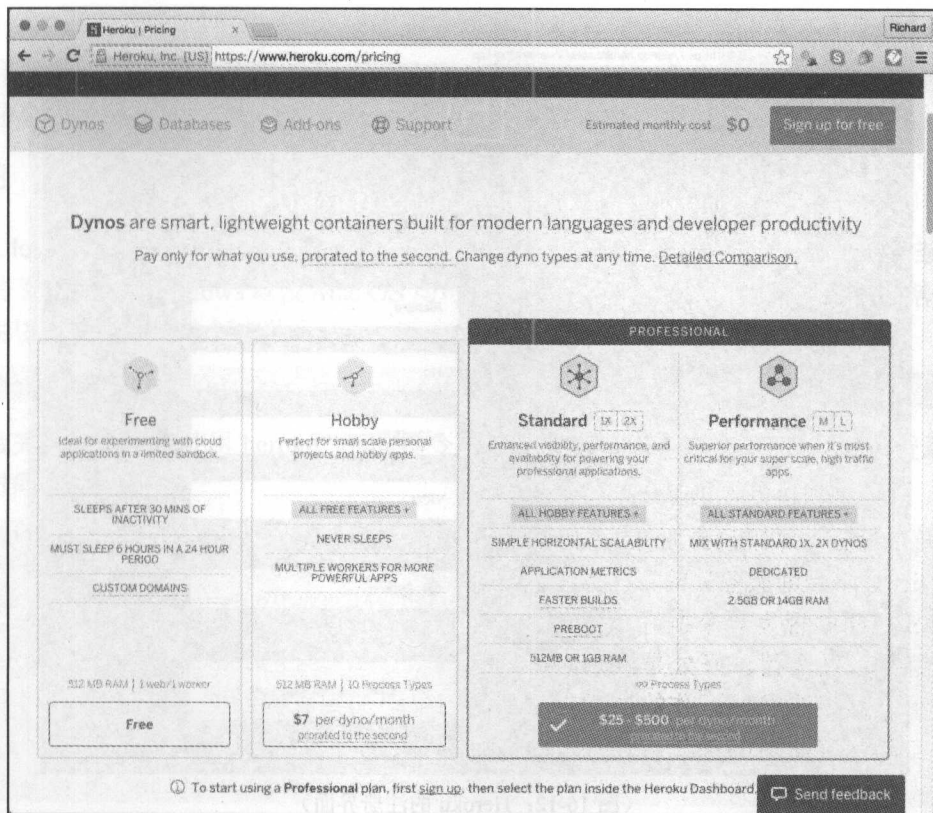 Heroku | Pricing
Richard
Heroku, Inc. [US] https://www.heroku.com/pricing
Dynos Databases Add-ons Support Estimated monthly cost $0 Sign up for free
Dynos are smart, lightweight containers built for modern languages and developer productivity
Pay only for what you use, prorated to the second. Change dyno types at any time. Detailed Comparison.
Free
Ideal for experimenting with cloud
applications in a limited sandbox.
SLEEPS AFTER 30 MINS OF
INACTIVITY
MUST SLEEP 6 HOURS IN A 24 HOUR
PERIOD
CUSTOM DOMAINS
512 MB RAM | 1 web/1 worker
Free
Hobby
Perfect for small scale personal
projects and hobby apps.
ALL FREE FEATURES +
NEVER SLEEPS
MULTIPLE WORKERS FOR MORE
POWERFUL APPS
512 MB RAM | 10 Process Types
$7 per dyno/month
prorated to the second
PROFESSIONAL
Standard 1X 2X
Enhanced visibility, performance, and
availability for powering your
professional applications.
ALL HOBBY FEATURES +
SIMPLE HORIZONTAL SCALABILITY
APPLICATION METRICS
FASTER BUILDS
PREBOOT
512MB OR 1GB RAM
Performance M L
Superior performance when it's most
critical for your super scale, high traffic
apps.
ALL STANDARD FEATURES +
MIX WITH STANDARD 1X, 2X DYNOS
DEDICATED
2.5GB OR 14GB RAM
∞ Process Types
$25 - $500 per dyno/month
prorated to the second
To start using a Professional plan, first sign up, then select the plan inside the Heroku Dashboard.
Send feedback